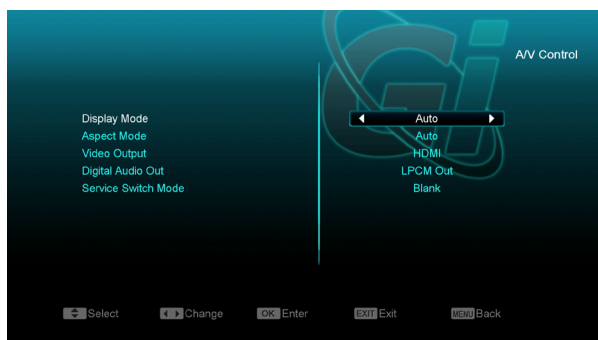 A/V Control
Display Mode Auto
Aspect Mode Auto
Video Output HDMI
Digital Audio Out LPCM Out
Service Switch Mode Blank
Select Change OK Enter EXIT Exit MENU Back
Gi